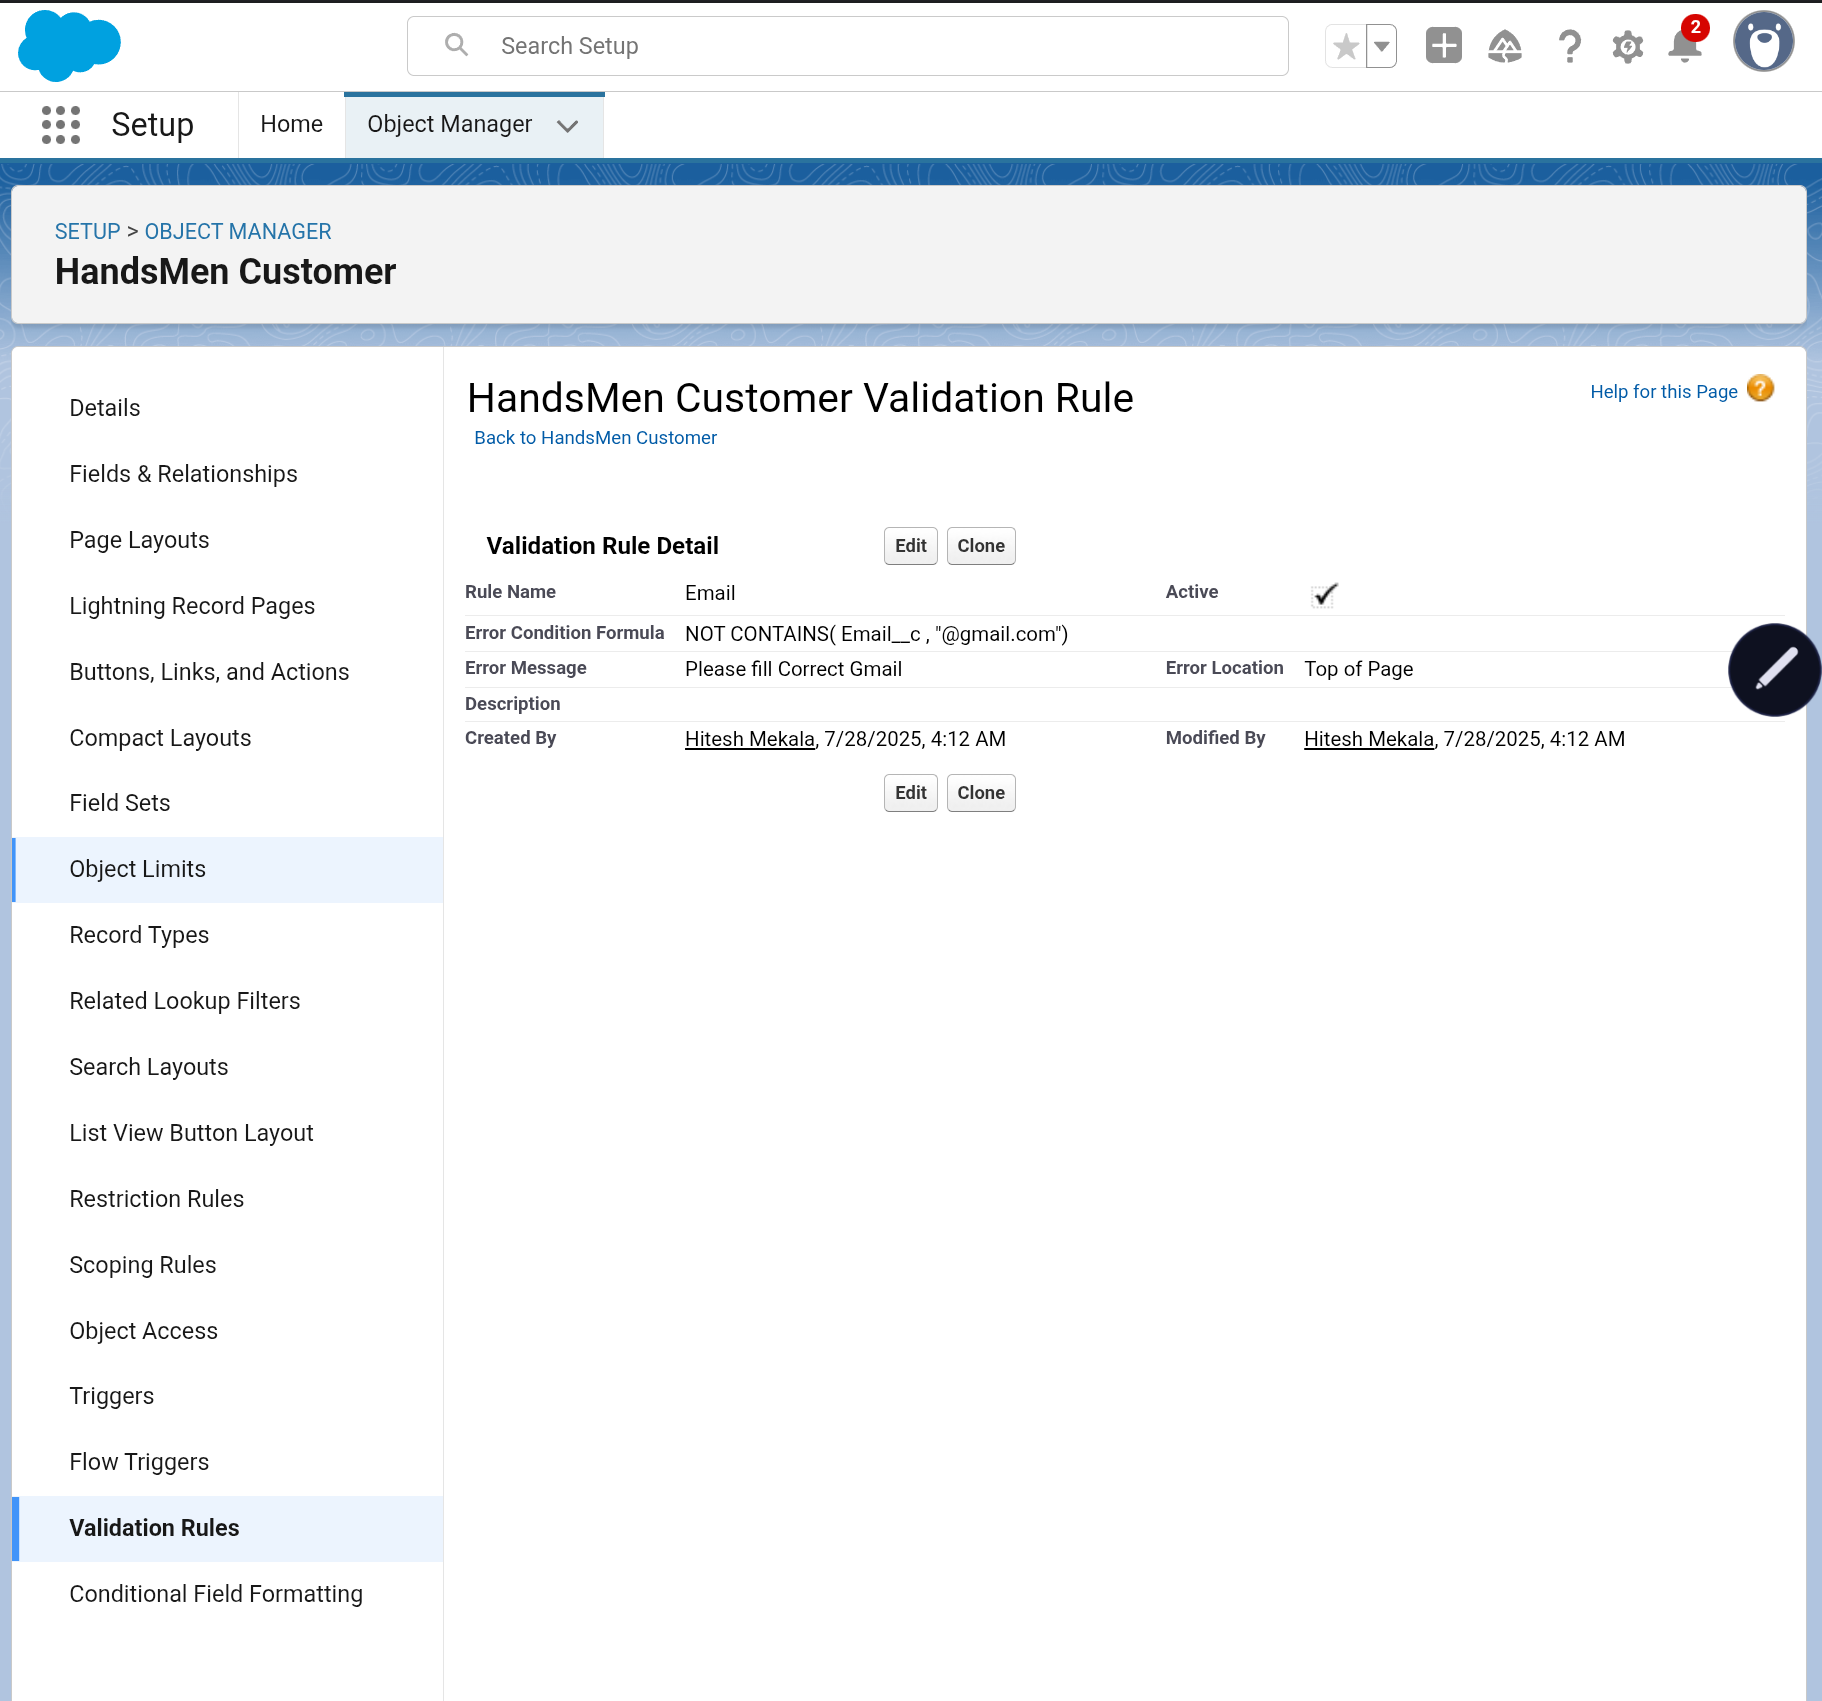 Search Setup
2
Setup
Home
Object Manager
SETUP > OBJECT MANAGER
HandsMen Customer
Details
Fields & Relationships
Page Layouts
Lightning Record Pages
Buttons, Links, and Actions
Compact Layouts
Field Sets
Object Limits
Record Types
Related Lookup Filters
Search Layouts
List View Button Layout
Restriction Rules
Scoping Rules
Object Access
Triggers
Flow Triggers
Validation Rules
Conditional Field Formatting
HandsMen Customer Validation Rule
Help for this Page ?
Back to HandsMen Customer
Validation Rule Detail Edit Clone
Rule Name Email Active
Error Condition Formula NOT CONTAINS( Email__c , "@gmail.com")
Error Message Please fill Correct Gmail Error Location Top of Page
Description
Created By Hitesh Mekala, 7/28/2025, 4:12 AM Modified By Hitesh Mekala, 7/28/2025, 4:12 AM
Edit Clone